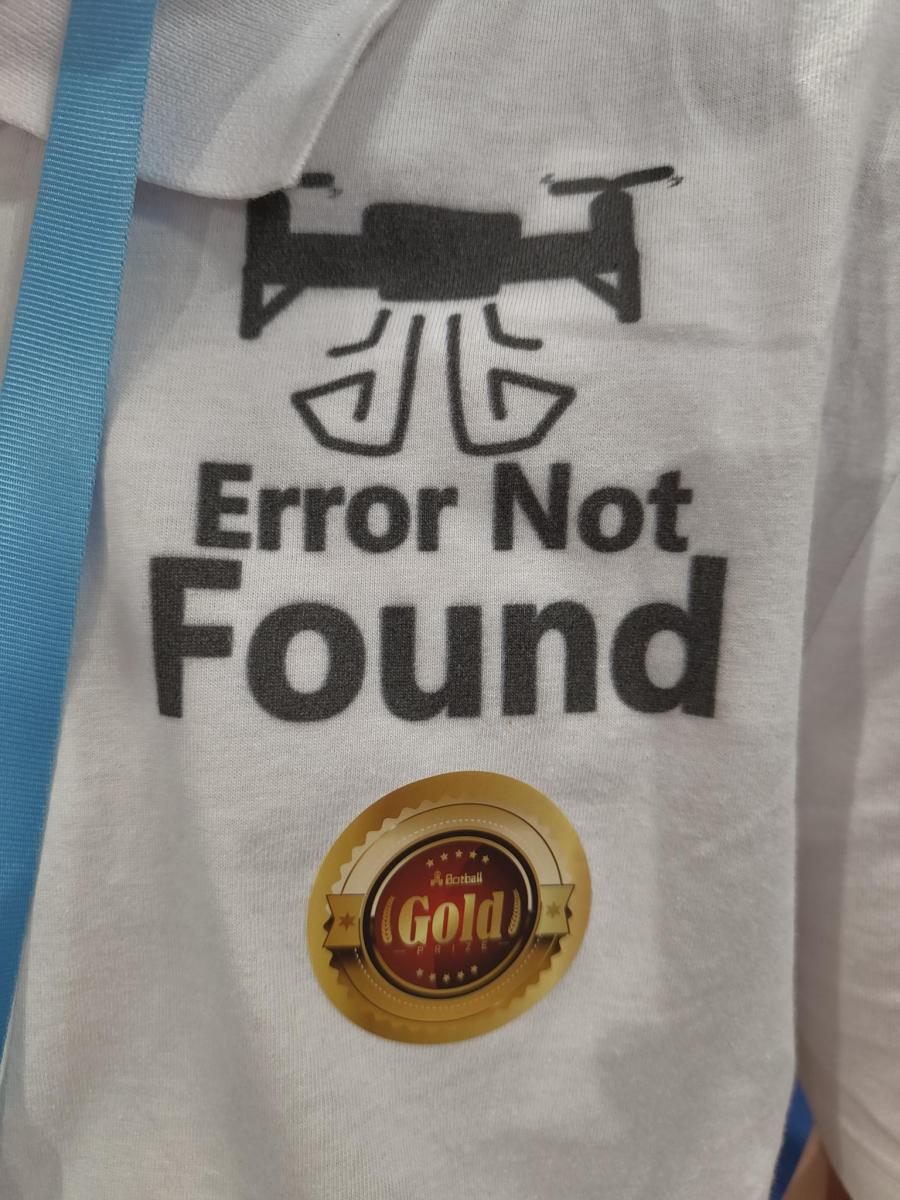 Error Not
Found
Botball
Gold
PRIZE